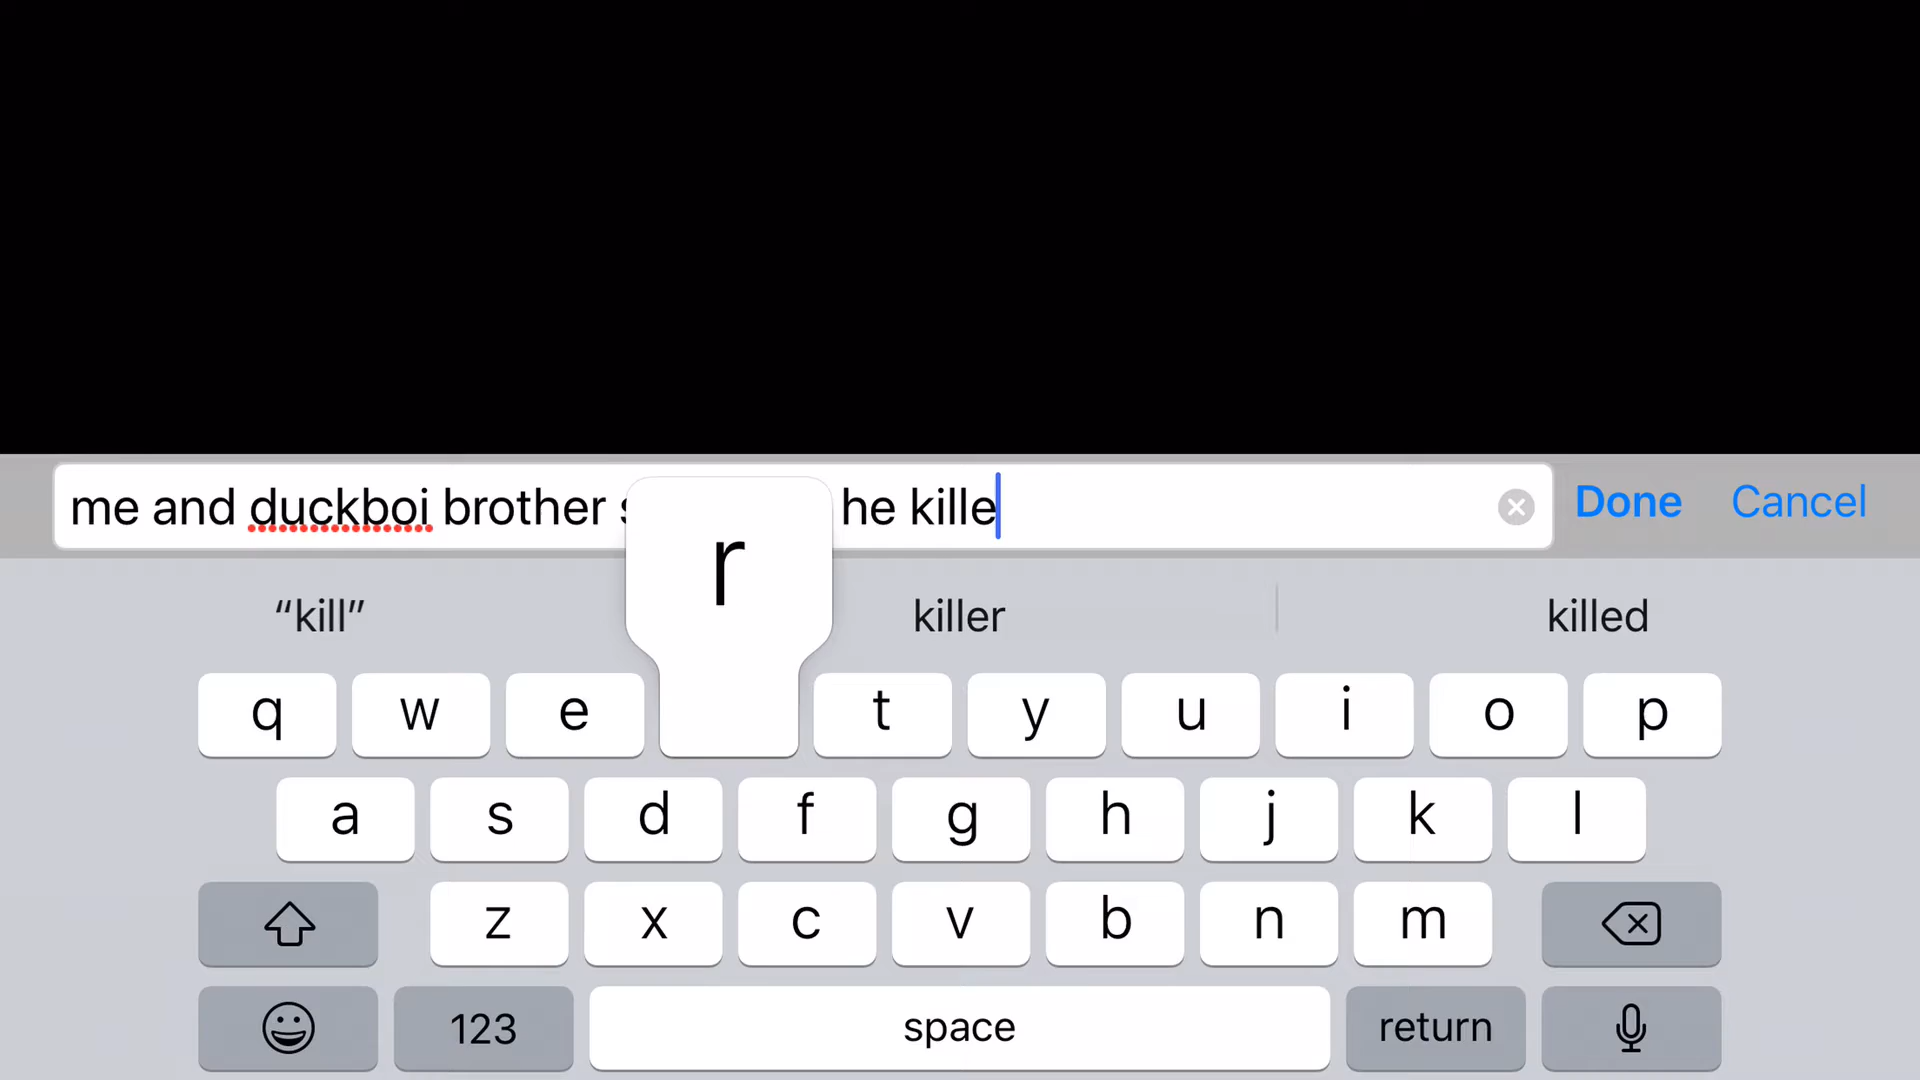 me and duckboi brother he kille
Done Cancel
r
“kill” killer killed
q w e t y u i o p
a s d f g h j k l
z x c v b n m
123 space return